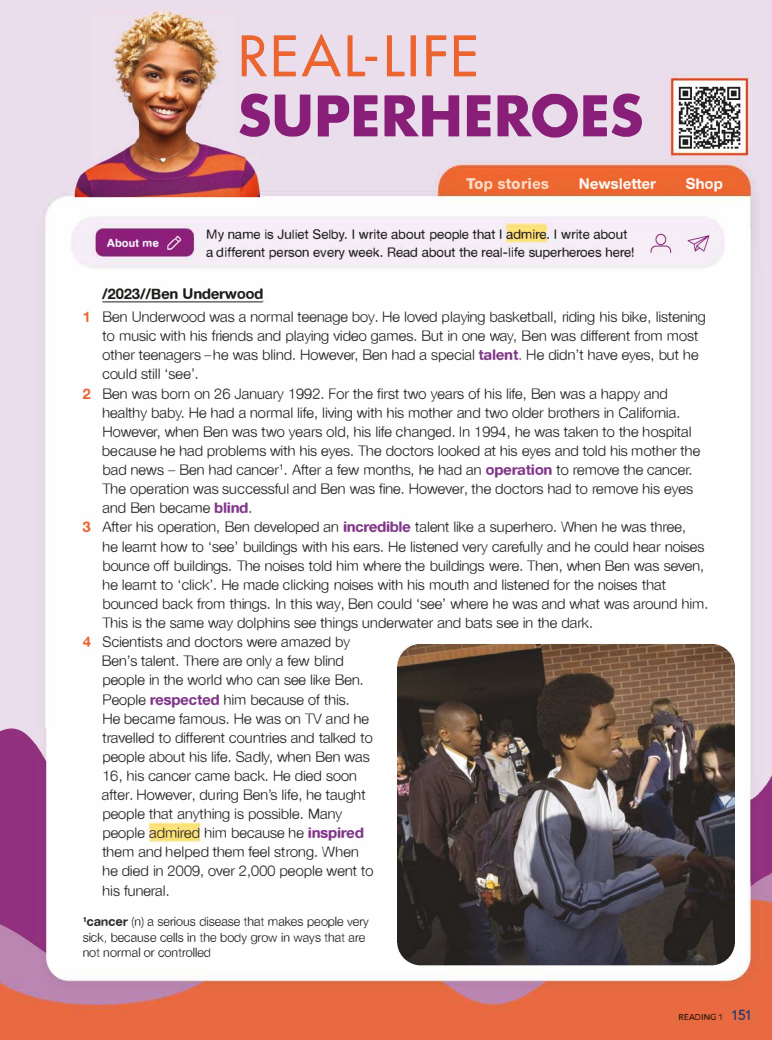 REAL-LIFE
SUPERHEROES
Top stories Newsletter Shop
About me
My name is Juliet Selby. I write about people that I admire. I write about
a different person every week. Read about the real-life superheroes here!
/2023//Ben Underwood
1 Ben Underwood was a normal teenage boy. He loved playing basketball, riding his bike, listening
to music with his friends and playing video games. But in one way, Ben was different from most
other teenagers – he was blind. However, Ben had a special talent. He didn't have eyes, but he
could still 'see'.
2 Ben was born on 26 January 1992. For the first two years of his life, Ben was a happy and
healthy baby. He had a normal life, living with his mother and two older brothers in California.
However, when Ben was two years old, his life changed. In 1994, he was taken to the hospital
because he had problems with his eyes. The doctors looked at his eyes and told his mother the
bad news – Ben had cancer¹. After a few months, he had an operation to remove the cancer.
The operation was successful and Ben was fine. However, the doctors had to remove his eyes
and Ben became blind.
3 After his operation, Ben developed an incredible talent like a superhero. When he was three,
he learnt how to 'see' buildings with his ears. He listened very carefully and he could hear noises
bounce off buildings. The noises told him where the buildings were. Then, when Ben was seven,
he learnt to 'click'. He made clicking noises with his mouth and listened for the noises that
bounced back from things. In this way, Ben could 'see' where he was and what was around him.
This is the same way dolphins see things underwater and bats see in the dark.
4 Scientists and doctors were amazed by
Ben's talent. There are only a few blind
people in the world who can see like Ben.
People respected him because of this.
He became famous. He was on TV and he
travelled to different countries and talked to
people about his life. Sadly, when Ben was
16, his cancer came back. He died soon
after. However, during Ben's life, he taught
people that anything is possible. Many
people admired him because he inspired
them and helped them feel strong. When
he died in 2009, over 2,000 people went to
his funeral.
¹cancer (n) a serious disease that makes people very
sick, because cells in the body grow in ways that are
not normal or controlled
READING 1 151